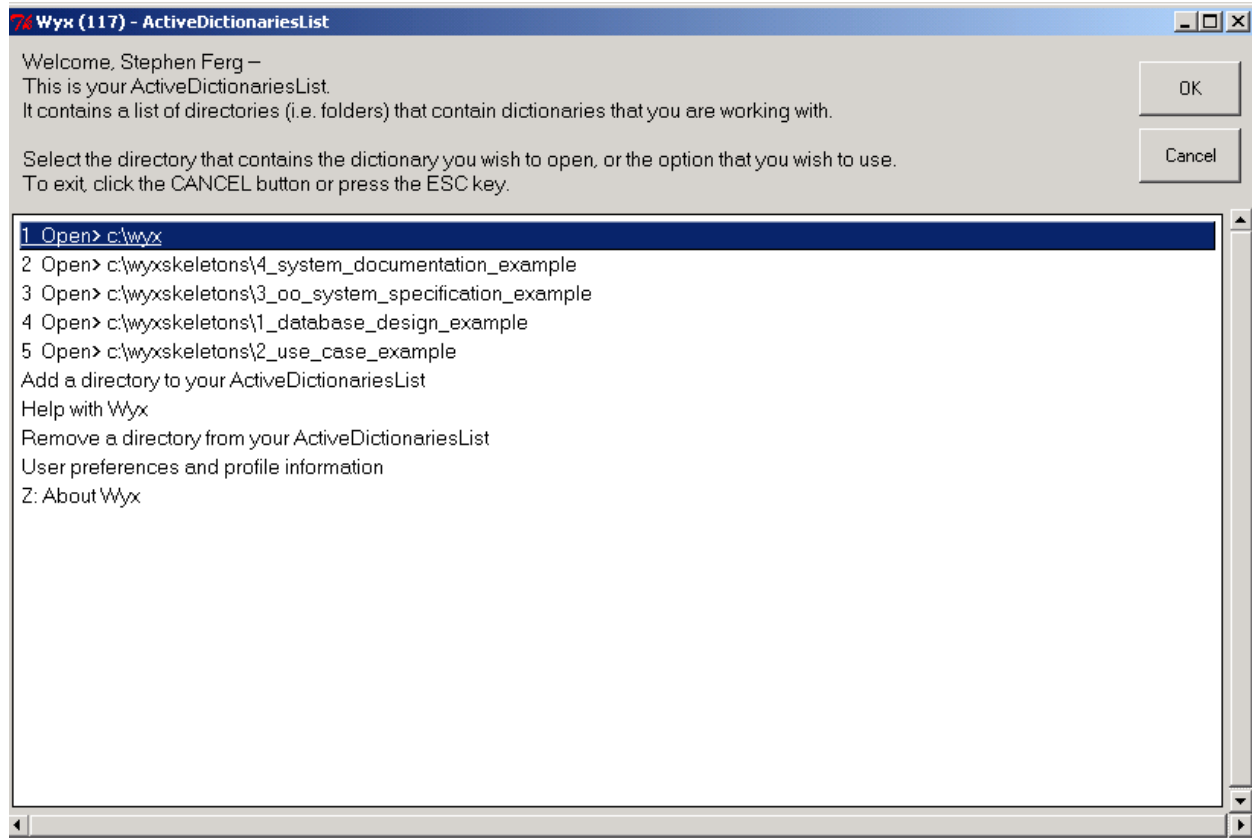 Wyx (117) - ActiveDictionariesList
Welcome, Stephen Ferg --
This is your ActiveDictionariesList.
It contains a list of directories (i.e. folders) that contain dictionaries that you are working with.
Select the directory that contains the dictionary you wish to open, or the option that you wish to use.
To exit, click the CANCEL button or press the ESC key.
OK
Cancel
1 Open> c:\wyx
2 Open> c:\wyxskeletons\4_system_documentation_example
3 Open> c:\wyxskeletons\3_oo_system_specification_example
4 Open> c:\wyxskeletons\1_database_design_example
5 Open> c:\wyxskeletons\2_use_case_example
Add a directory to your ActiveDictionariesList
Help with Wyx
Remove a directory from your ActiveDictionariesList
User preferences and profile information
Z: About Wyx